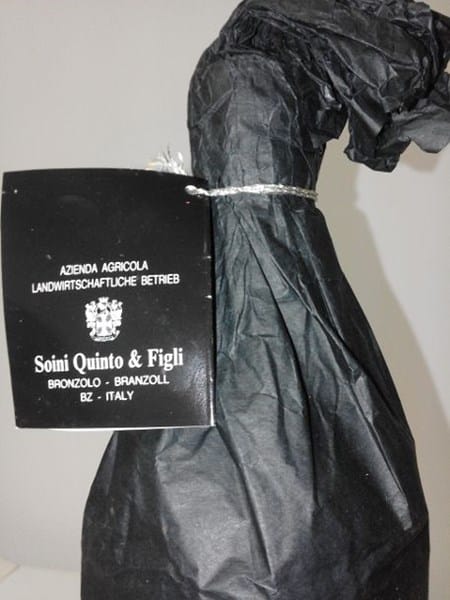 AZIENDA AGRICOLA
LANDWIRTSCHAFTLICHE BETRIEB
Soini Quinto & Figli
BRONZOLO - BRANZOLL
BZ - ITALY